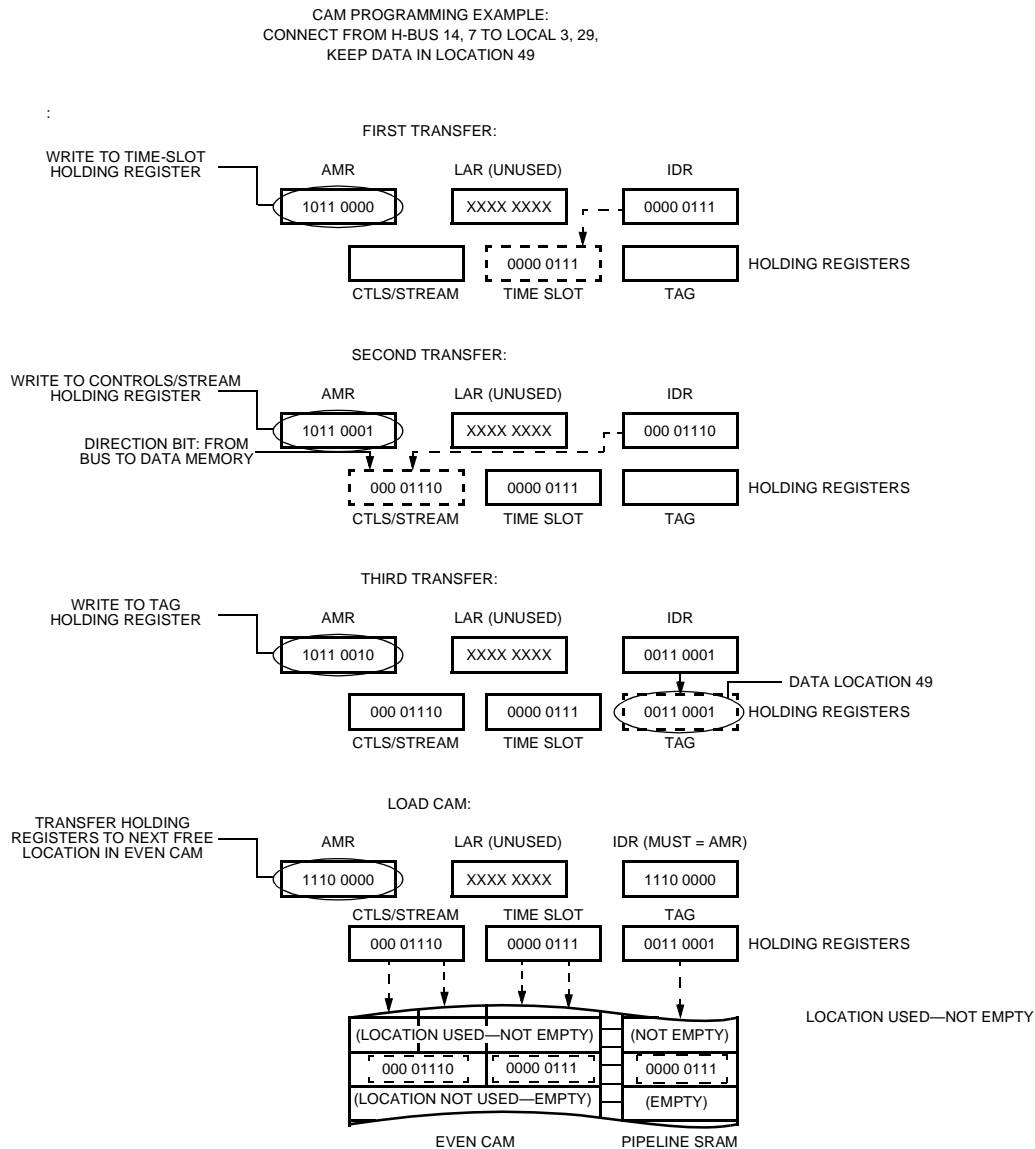 CAM PROGRAMMING EXAMPLE:
CONNECT FROM H-BUS 14, 7 TO LOCAL 3, 29,
KEEP DATA IN LOCATION 49
:
FIRST TRANSFER:
WRITE TO TIME-SLOT
HOLDING REGISTER
AMR LAR (UNUSED) IDR
1011 0000 XXXX XXXX 0000 0111
0000 0111 HOLDING REGISTERS
CTLS/STREAM TIME SLOT TAG
SECOND TRANSFER:
WRITE TO CONTROLS/STREAM
HOLDING REGISTER
AMR LAR (UNUSED) IDR
1011 0001 XXXX XXXX 000 01110
DIRECTION BIT: FROM
BUS TO DATA MEMORY
000 01110 0000 0111 HOLDING REGISTERS
CTLS/STREAM TIME SLOT TAG
THIRD TRANSFER:
WRITE TO TAG
HOLDING REGISTER
AMR LAR (UNUSED) IDR
1011 0010 XXXX XXXX 0011 0001
DATA LOCATION 49
000 01110 0000 0111 0011 0001 HOLDING REGISTERS
CTLS/STREAM TIME SLOT TAG
LOAD CAM:
TRANSFER HOLDING
REGISTERS TO NEXT FREE
LOCATION IN EVEN CAM
AMR LAR (UNUSED) IDR (MUST = AMR)
1110 0000 XXXX XXXX 1110 0000
CTLS/STREAM TIME SLOT TAG
000 01110 0000 0111 0011 0001 HOLDING REGISTERS
LOCATION USED—NOT EMPTY
(LOCATION USED—NOT EMPTY) (NOT EMPTY)
000 01110 0000 0111 0000 0111
(LOCATION NOT USED—EMPTY) (EMPTY)
EVEN CAM PIPELINE SRAM